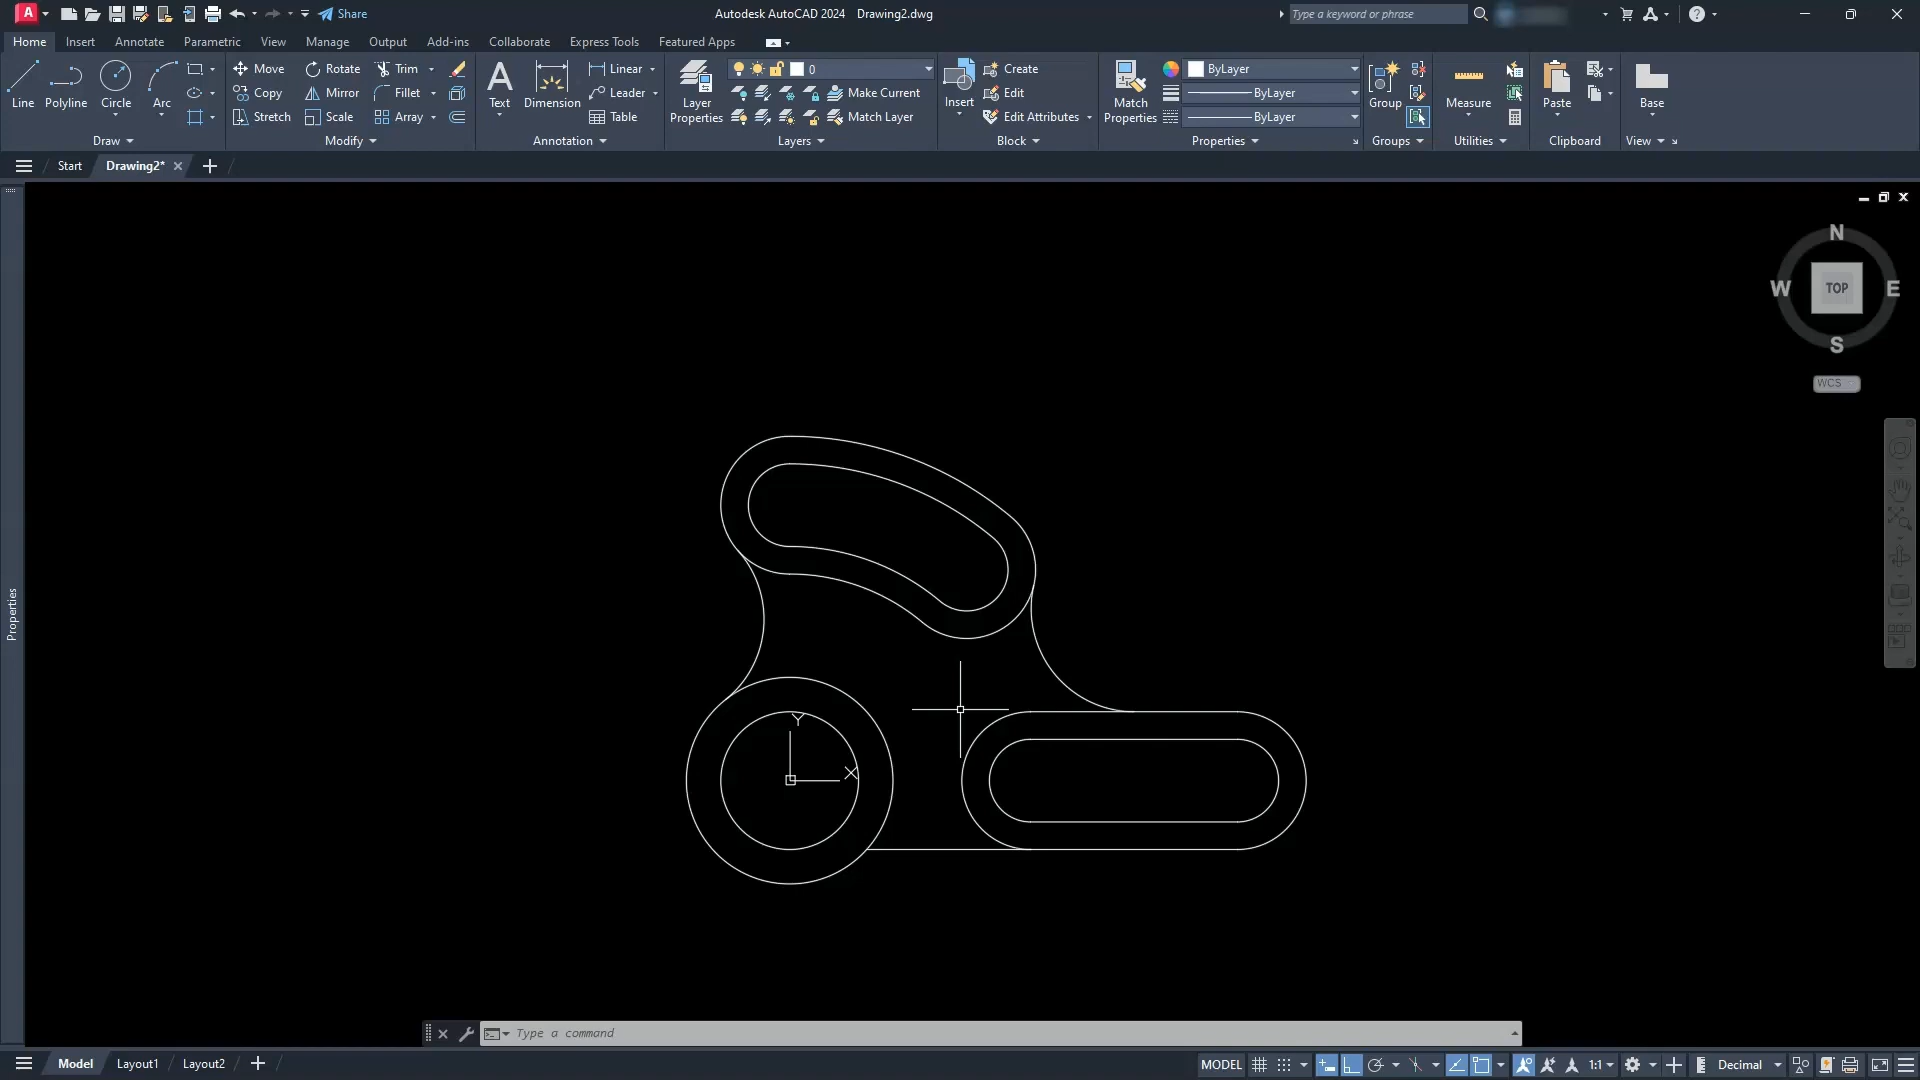 A Share Autodesk AutoCAD 2024 Drawing2.dwg Type a keyword or phrase
Home Insert Annotate Parametric View Manage Output Add-ins Collaborate Express Tools Featured Apps
Line Polyline Circle Arc
Draw
Move Rotate Trim
Copy Mirror Fillet
Stretch Scale Array
Modify
Text Dimension
Linear
Leader
Table
Annotation
Layer Properties
0
Make Current
Match Layer
Layers
Insert
Create
Edit
Edit Attributes
Block
Match Properties
ByLayer
ByLayer
ByLayer
Properties
Group
Groups
Measure
Utilities
Paste
Clipboard
Base
View
Start Drawing2*
N
W TOP E
S
WCS
Properties
Y
X
Type a command
Model Layout1 Layout2
MODEL 1:1 Decimal